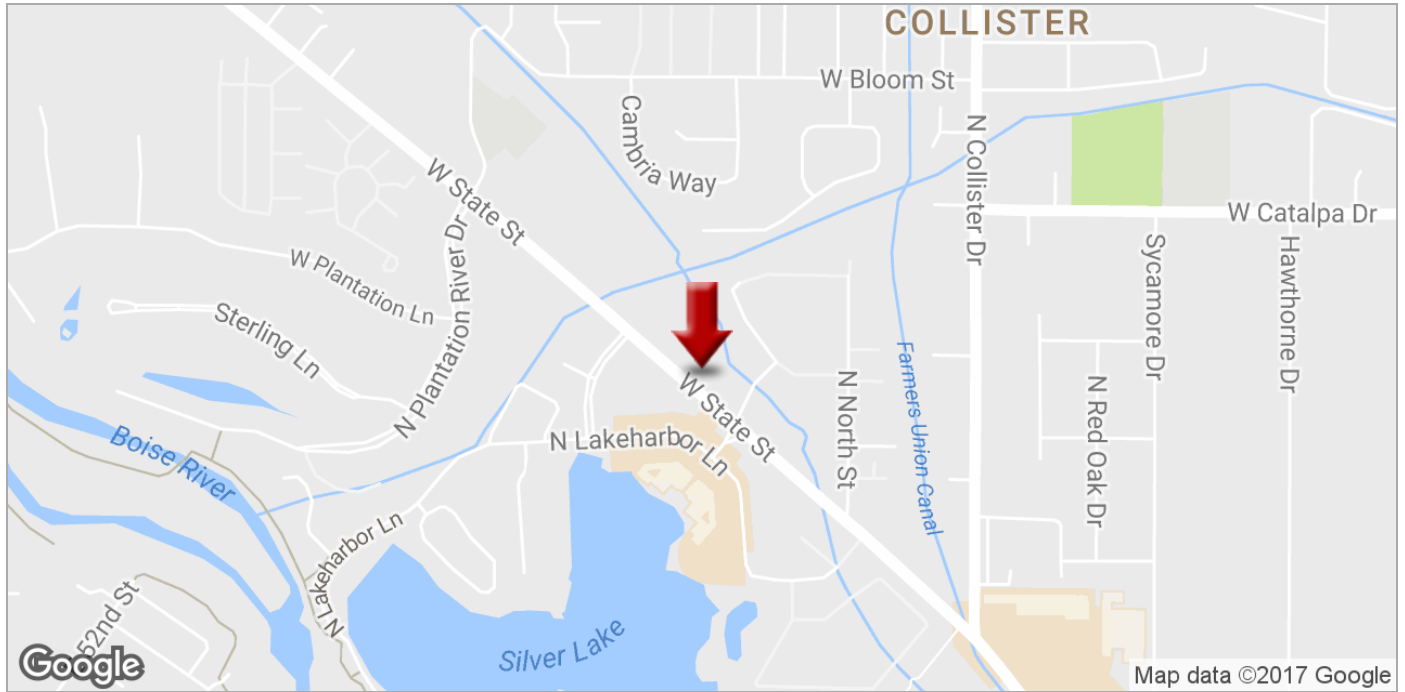 COLLISTER
W Bloom St
Cambria Way
N Collister Dr
W State St
W Catalpa Dr
N Plantation River Dr
W Plantation Ln
Sycamore Dr
Hawthorne Dr
Sterling Ln
Farmers Union Canal
N North St
N Red Oak Dr
W State St
N Lakeharbor Ln
Boise River
N Lakeharbor Ln
52nd St
Silver Lake
Google
Map data ©2017 Google